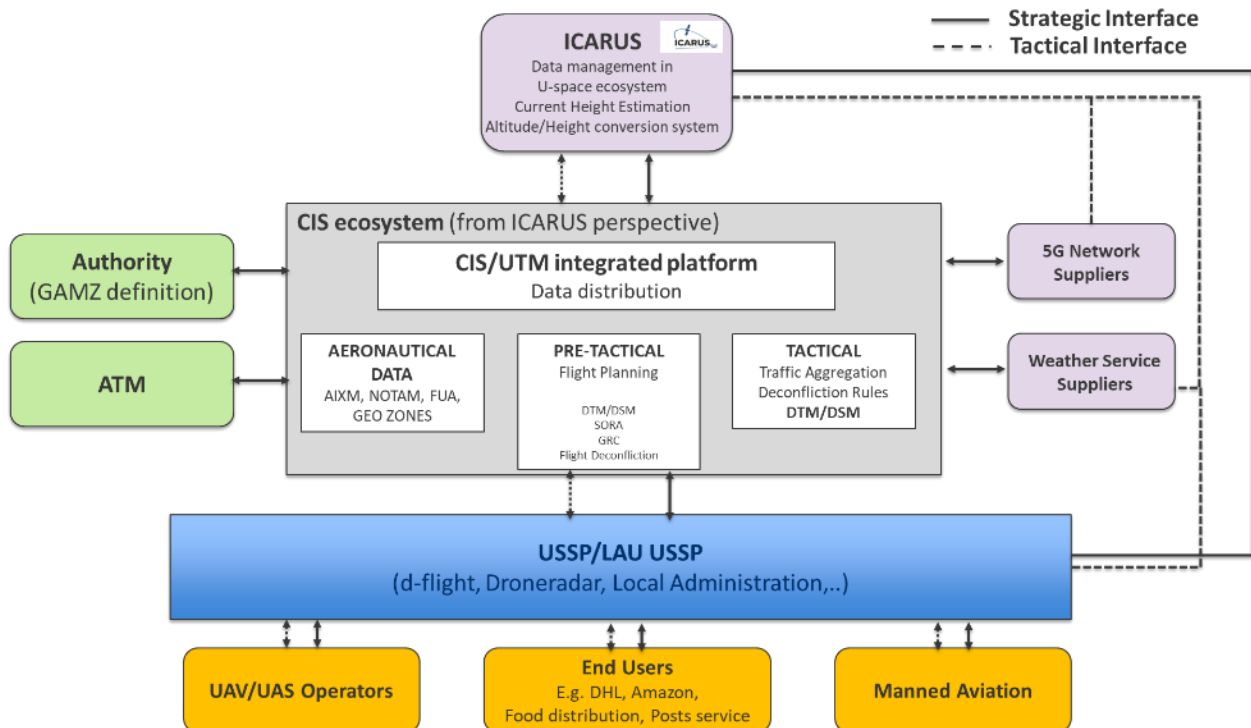 ICARUS
ICARUS
Data management in
U-space ecosystem
Current Height Estimation
Altitude/Height conversion system
Strategic Interface
Tactical Interface
CIS ecosystem (from ICARUS perspective)
CIS/UTM integrated platform
Data distribution
Authority
(GAMZ definition)
ATM
AERONAUTICAL
DATA
AIXM, NOTAM, FUA,
GEO ZONES
PRE-TACTICAL
Flight Planning
DTM/DSM
SORA
GRC
Flight Deconfliction
TACTICAL
Traffic Aggregation
Deconfliction Rules
DTM/DSM
5G Network
Suppliers
Weather Service
Suppliers
USSP/LAU USSP
(d-flight, Droneradar, Local Administration,..)
UAV/UAS Operators
End Users
E.g. DHL, Amazon,
Food distribution, Posts service
Manned Aviation